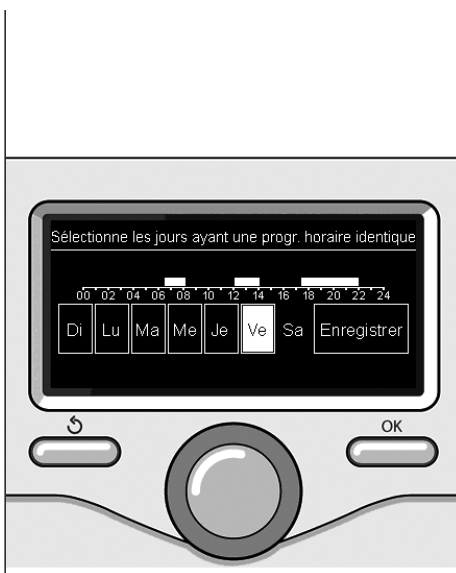 Sélectionne les jours ayant une progr. horaire identique
00 02 04 06 08 10 12 14 16 18 20 22 24
Di Lu Ma Me Je Ve Sa Enregistrer
OK